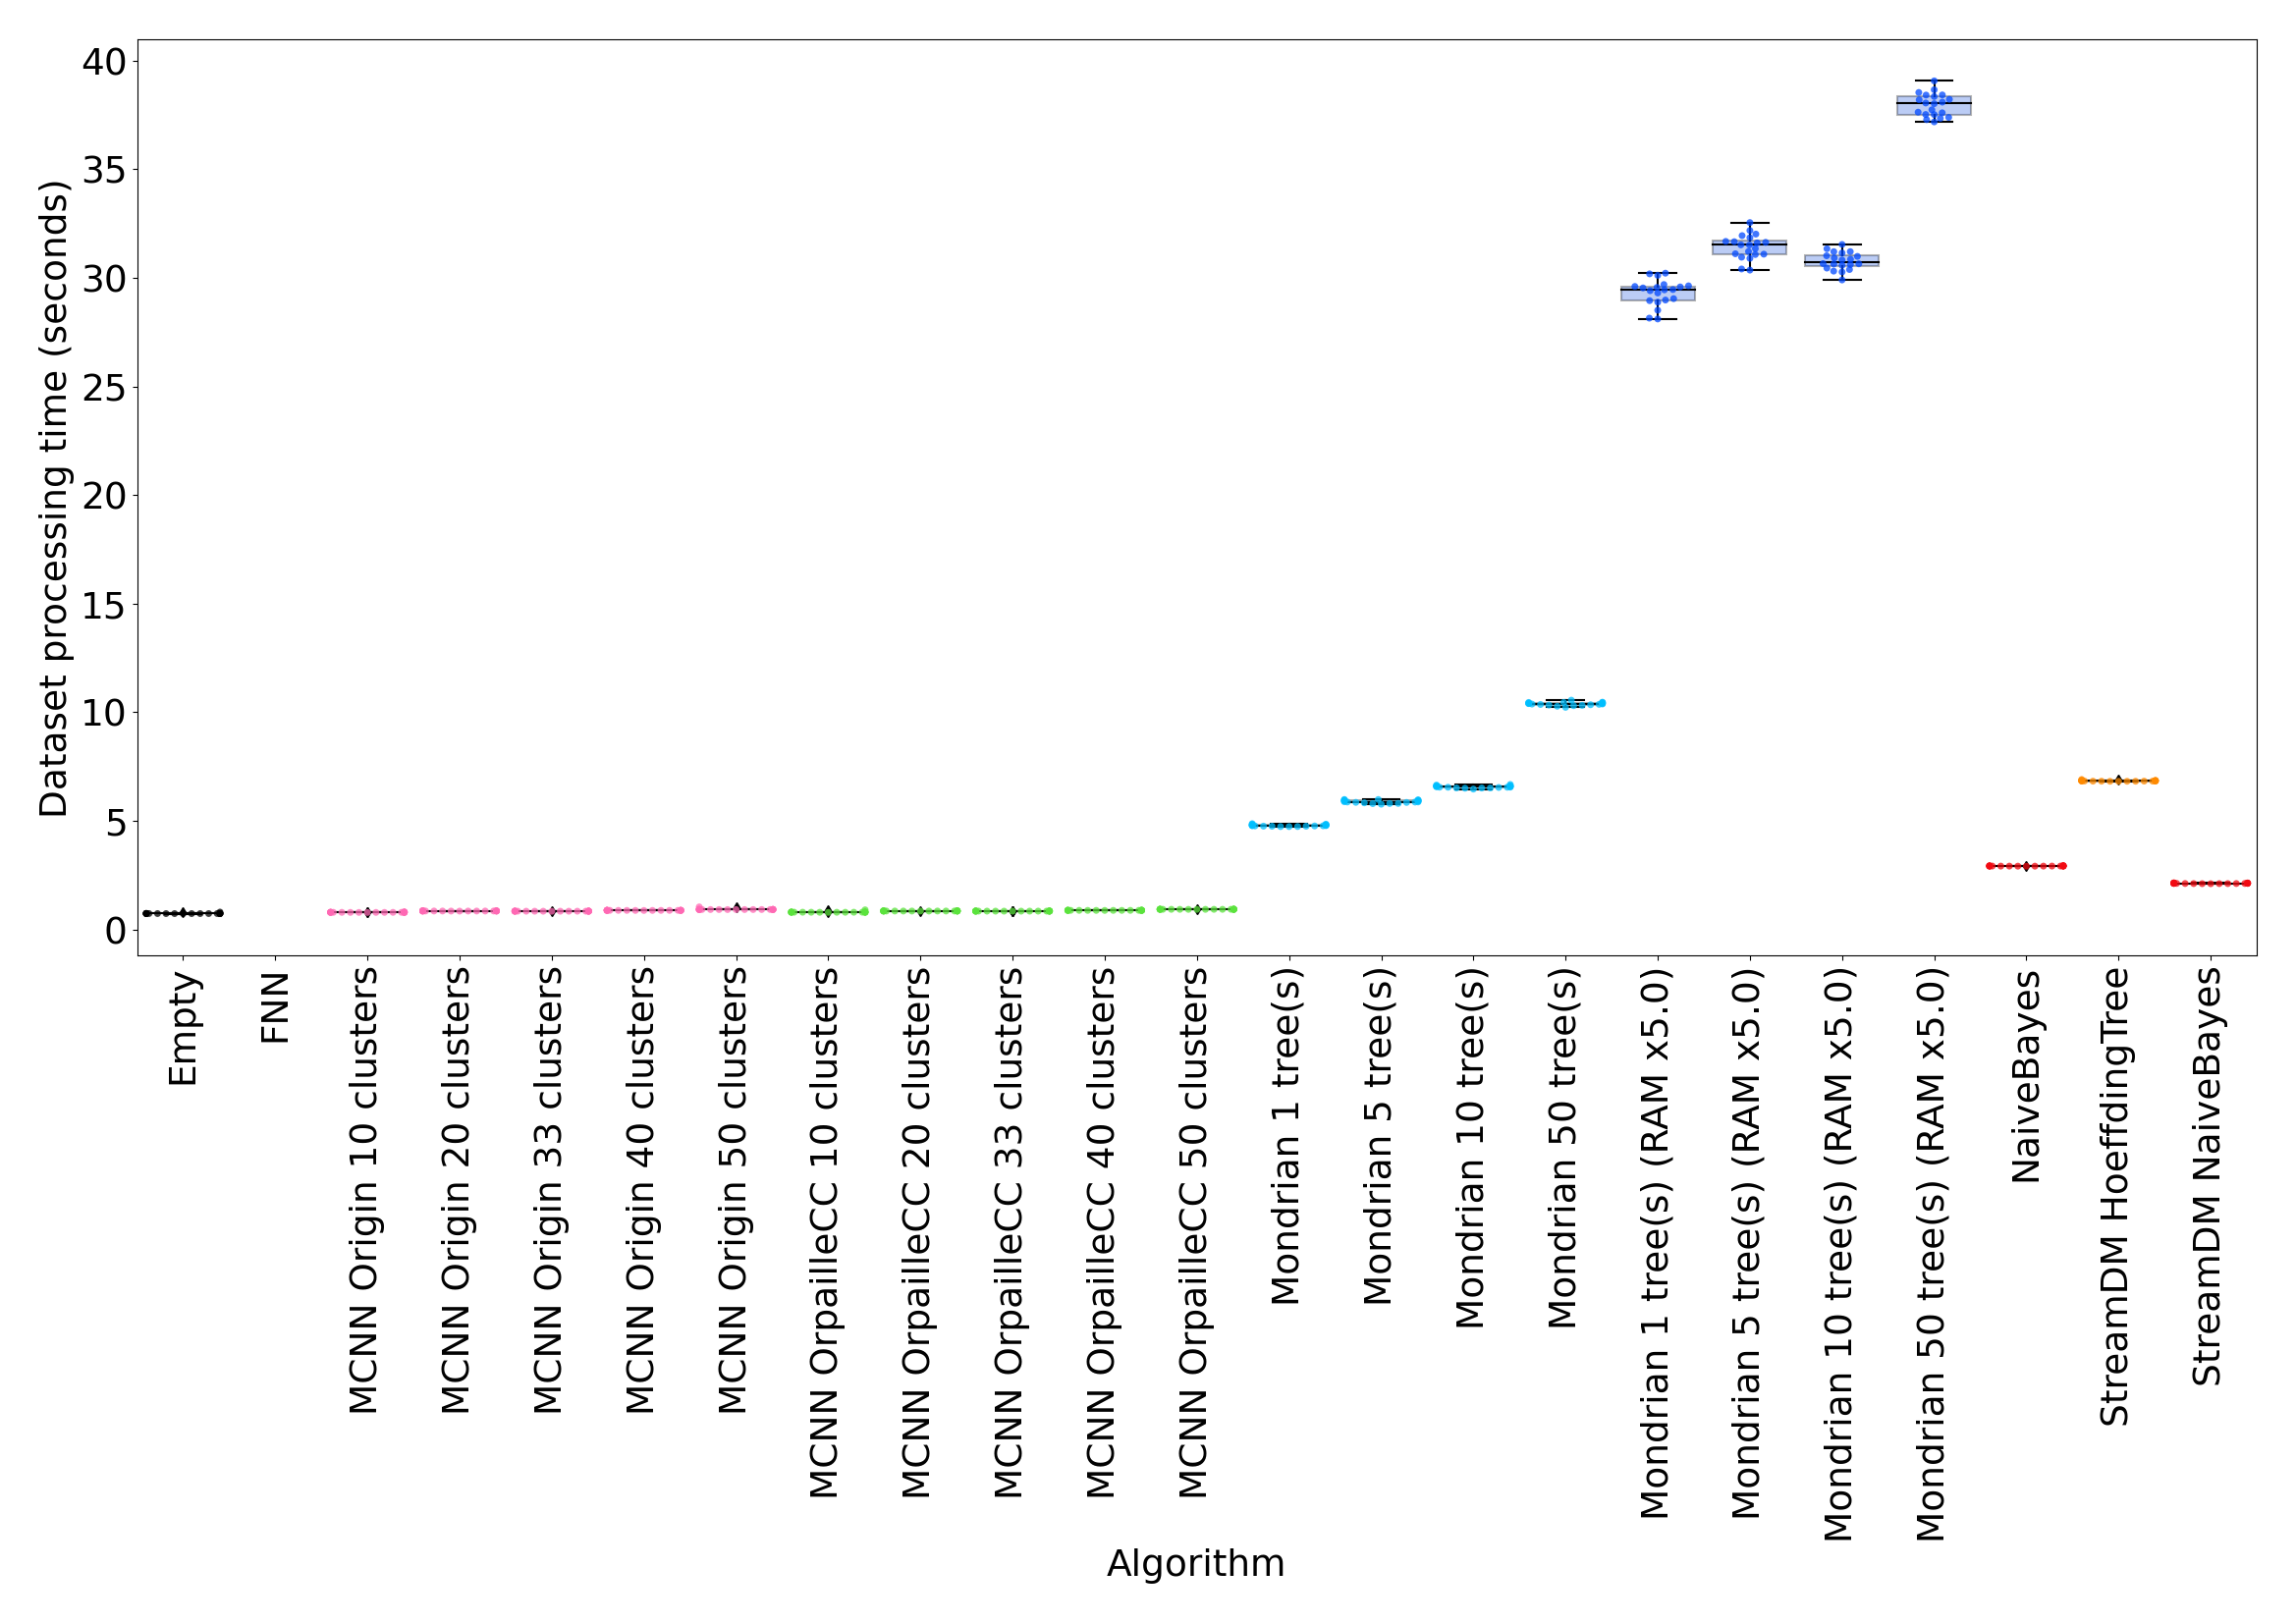 Dataset processing time (seconds)
40
35
30
25
20
15
10
5
0
Empty
FNN
MCNN Origin 10 clusters
MCNN Origin 20 clusters
MCNN Origin 33 clusters
MCNN Origin 40 clusters
MCNN Origin 50 clusters
MCNN OrpailleCC 10 clusters
MCNN OrpailleCC 20 clusters
MCNN OrpailleCC 33 clusters
MCNN OrpailleCC 40 clusters
MCNN OrpailleCC 50 clusters
Mondrian 1 tree(s)
Mondrian 5 tree(s)
Mondrian 10 tree(s)
Mondrian 50 tree(s)
Mondrian 1 tree(s) (RAM x5.0)
Mondrian 5 tree(s) (RAM x5.0)
Mondrian 10 tree(s) (RAM x5.0)
Mondrian 50 tree(s) (RAM x5.0)
NaiveBayes
StreamDM HoeffdingTree
StreamDM NaiveBayes
Algorithm